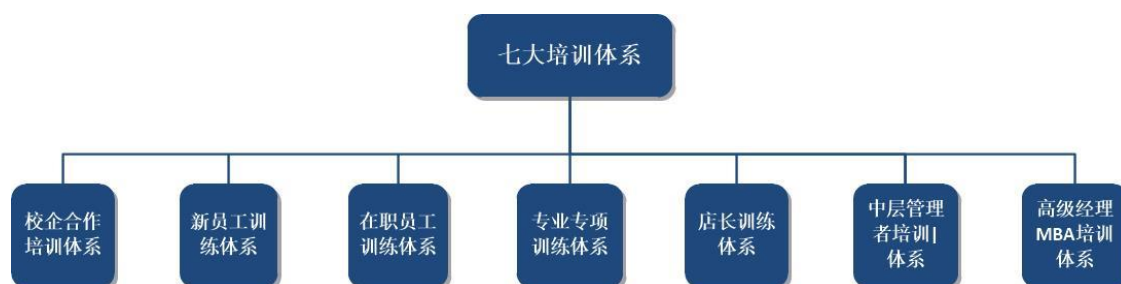 七大培训体系
校企合作
培训体系
新员工训
练体系
在职员工
训练体系
专业专项
训练体系
店长训练
体系
中层管理
者培训|
体系
高级经理
MBA培训
体系